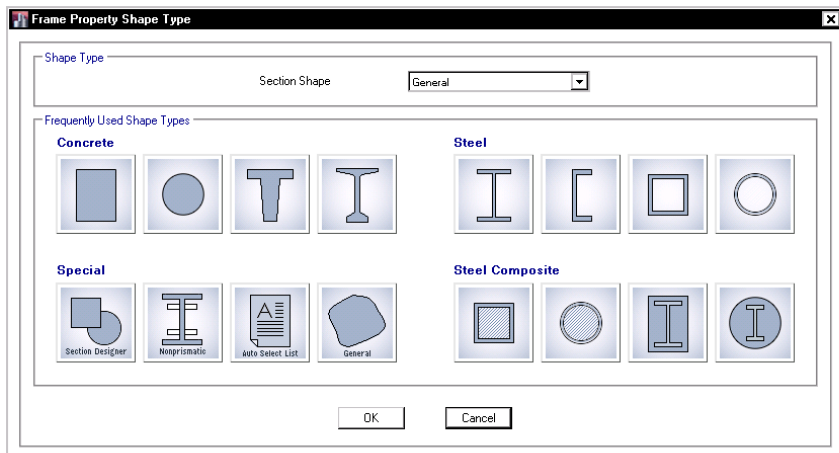 Frame Property Shape Type
Shape Type
Section Shape
General
Frequently Used Shape Types
Concrete
Steel
Special
Steel Composite
Section Designer
Nonprismatic
A
Auto Select List
General
OK
Cancel